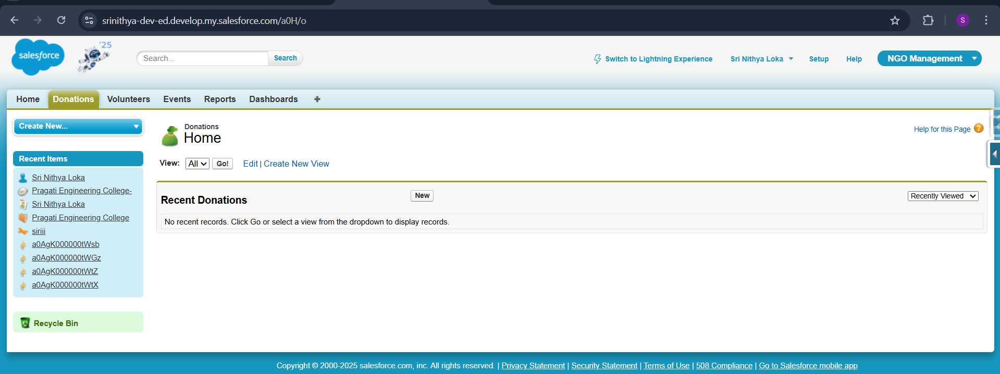 srinithya-dev-ed.develop.my.salesforce.com/a0H/o
S
salesforce
'25
Search...
Search
Switch to Lightning Experience
Sri Nithya Loka
Setup
Help
NGO Management
Home
Donations
Volunteers
Events
Reports
Dashboards
Create New...
Recent Items
Sri Nithya Loka
Pragati Engineering College-
Sri Nithya Loka
Pragati Engineering College
siriii
a0AgK000000tWsb
a0AgK000000tWGz
a0AgK000000tWtZ
a0AgK000000tWtX
Recycle Bin
Donations
Home
Help for this Page ?
View: All Go! Edit | Create New View
Recent Donations
New
Recently Viewed
No recent records. Click Go or select a view from the dropdown to display records.
Copyright © 2000-2025 salesforce.com, inc. All rights reserved. | Privacy Statement | Security Statement | Terms of Use | 508 Compliance | Go to Salesforce mobile app